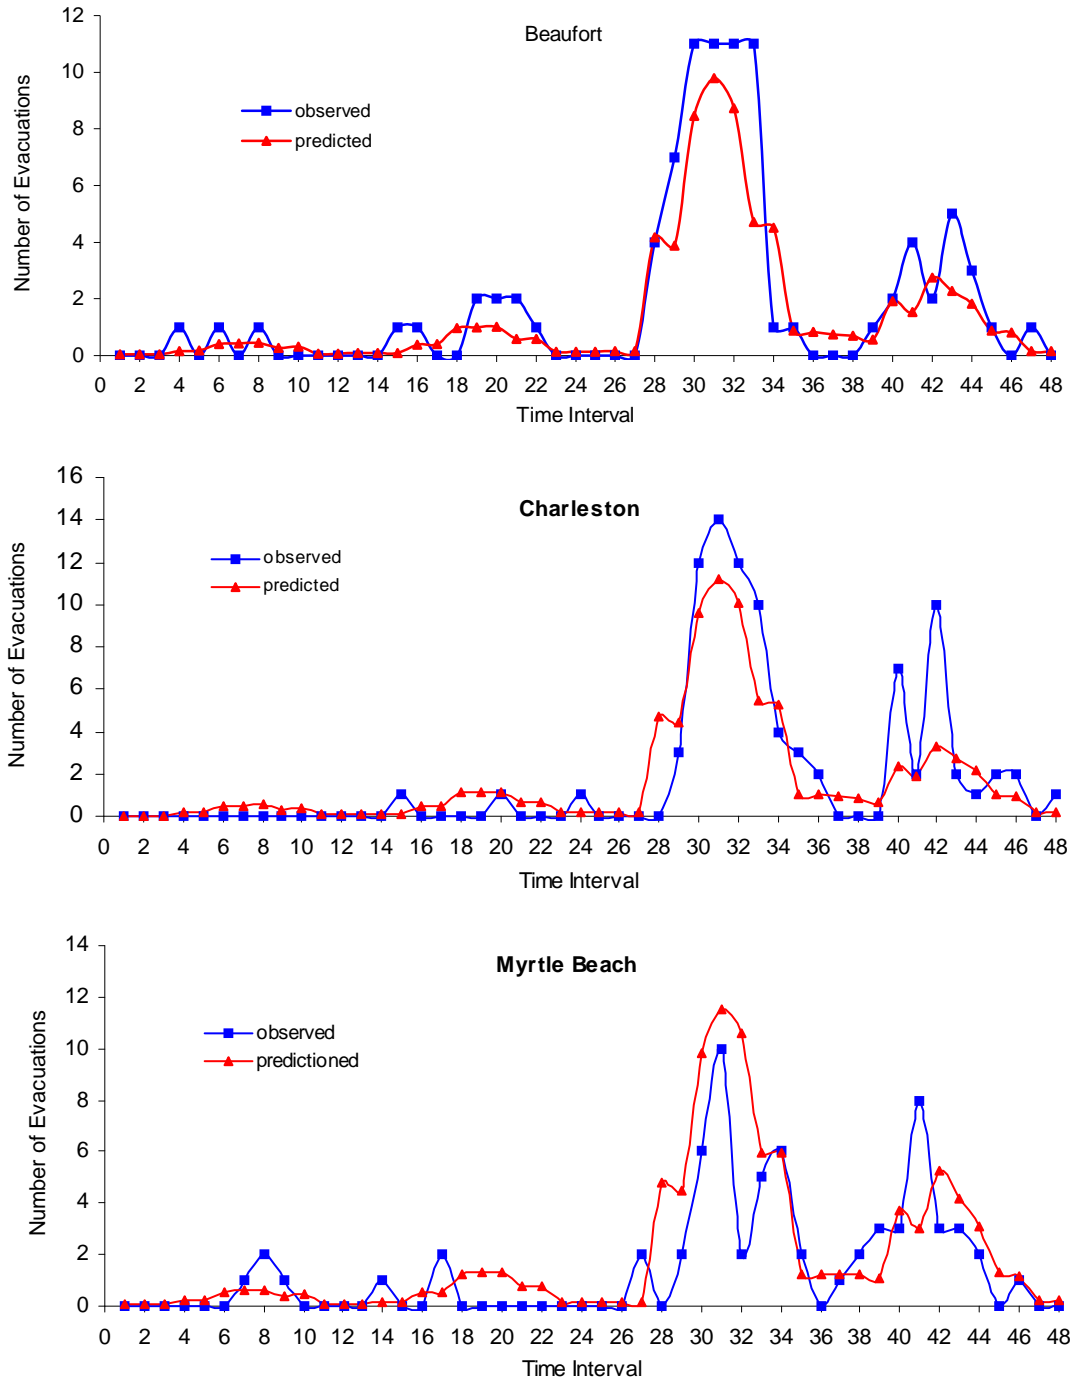 Beaufort
Number of Evacuations
12
10
8
6
4
2
0
observed
predicted
0 2 4 6 8 10 12 14 16 18 20 22 24 26 28 30 32 34 36 38 40 42 44 46 48
Time Interval
Charleston
Number of Evacuations
16
14
12
10
8
6
4
2
0
observed
predicted
0 2 4 6 8 10 12 14 16 18 20 22 24 26 28 30 32 34 36 38 40 42 44 46 48
Time Interval
Myrtle Beach
Number of Evacuations
14
12
10
8
6
4
2
0
observed
predictioned
0 2 4 6 8 10 12 14 16 18 20 22 24 26 28 30 32 34 36 38 40 42 44 46 48
Time Interval